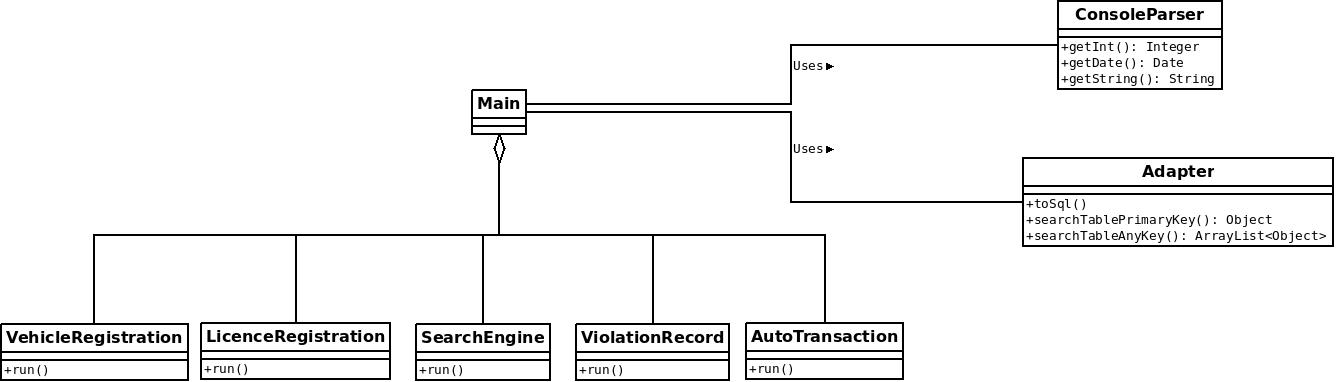 ConsoleParser
+getInt(): Integer
+getDate(): Date
+getString(): String
Uses▶
Main
Uses▶
Adapter
+toSql()
+searchTablePrimaryKey(): Object
+searchTableAnyKey(): ArrayList<Object>
VehicleRegistration
+run()
LicenceRegistration
+run()
SearchEngine
+run()
ViolationRecord
+run()
AutoTransaction
+run()